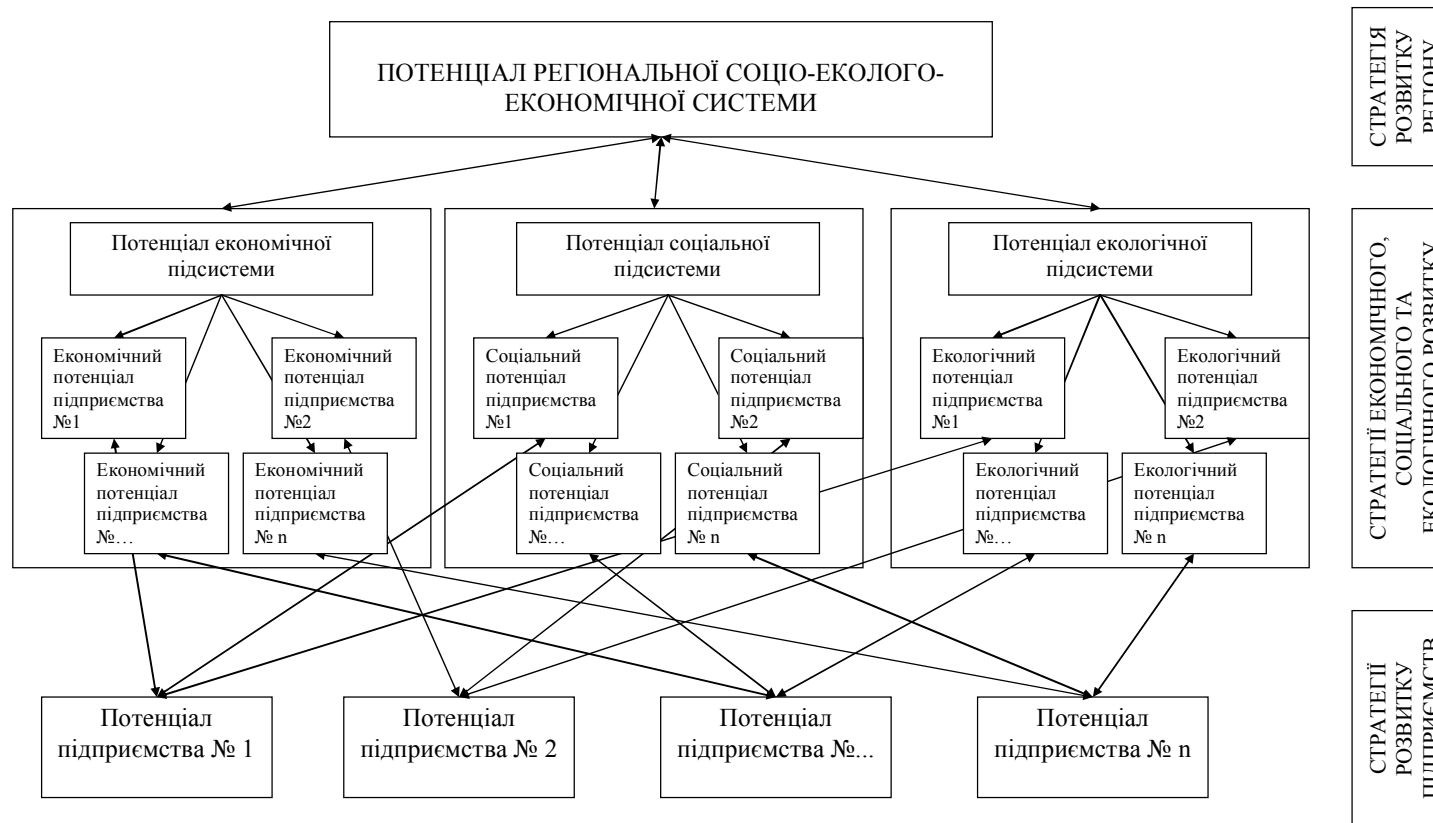 ПОТЕНЦІАЛ РЕГІОНАЛЬНОЇ СОЦІО-ЕКОЛОГО-
ЕКОНОМІЧНОЇ СИСТЕМИ
СТРАТЕГІЯ
РОЗВИТКУ
РЕГІОНУ
Потенціал економічної
підсистеми
Економічний
потенціал
підприємства
№1
Економічний
потенціал
підприємства
№2
Економічний
потенціал
підприємства
№…
Економічний
потенціал
підприємства
№ n
Потенціал соціальної
підсистеми
Соціальний
потенціал
підприємства
№1
Соціальний
потенціал
підприємства
№2
Соціальний
потенціал
підприємства
№…
Соціальний
потенціал
підприємства
№ n
Потенціал екологічної
підсистеми
Екологічний
потенціал
підприємства
№1
Екологічний
потенціал
підприємства
№2
Екологічний
потенціал
підприємства
№…
Екологічний
потенціал
підприємства
№ n
СТРАТЕГІЇ ЕКОНОМІЧНОГО,
СОЦІАЛЬНОГО ТА
ЕКОЛОГІЧНОГО РОЗВИТКУ
Потенціал
підприємства № 1
Потенціал
підприємства № 2
Потенціал
підприємства №...
Потенціал
підприємства № n
СТРАТЕГІЇ
РОЗВИТКУ
ПІДПРИЄМСТВ